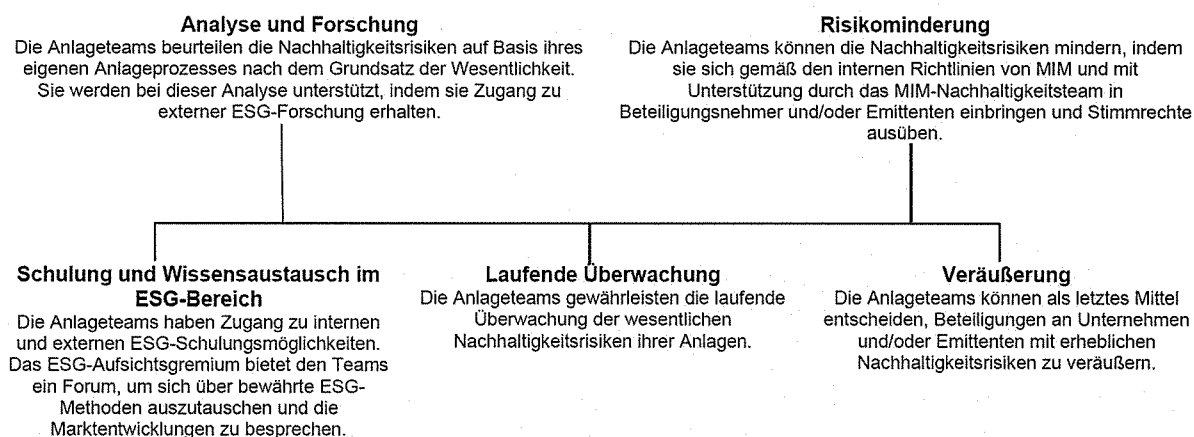 Analyse und Forschung
Die Anlageteams beurteilen die Nachhaltigkeitsrisiken auf Basis ihres
eigenen Anlageprozesses nach dem Grundsatz der Wesentlichkeit.
Sie werden bei dieser Analyse unterstützt, indem sie Zugang zu
externer ESG-Forschung erhalten.
Risikominderung
Die Anlageteams können die Nachhaltigkeitsrisiken mindern, indem
sie sich gemäß den internen Richtlinien von MIM und mit
Unterstützung durch das MIM-Nachhaltigkeitsteam in
Beteiligungsnehmer und/oder Emittenten einbringen und Stimmrechte
ausüben.
Schulung und Wissensaustausch im
ESG-Bereich
Die Anlageteams haben Zugang zu internen
und externen ESG-Schulungsmöglichkeiten.
Das ESG-Aufsichtsgremium bietet den Teams
ein Forum, um sich über bewährte ESG-
Methoden auszutauschen und die
Marktentwicklungen zu besprechen.
Laufende Überwachung
Die Anlageteams gewährleisten die laufende
Überwachung der wesentlichen
Nachhaltigkeitsrisiken ihrer Anlagen.
Veräußerung
Die Anlageteams können als letztes Mittel
entscheiden, Beteiligungen an Unternehmen
und/oder Emittenten mit erheblichen
Nachhaltigkeitsrisiken zu veräußern.